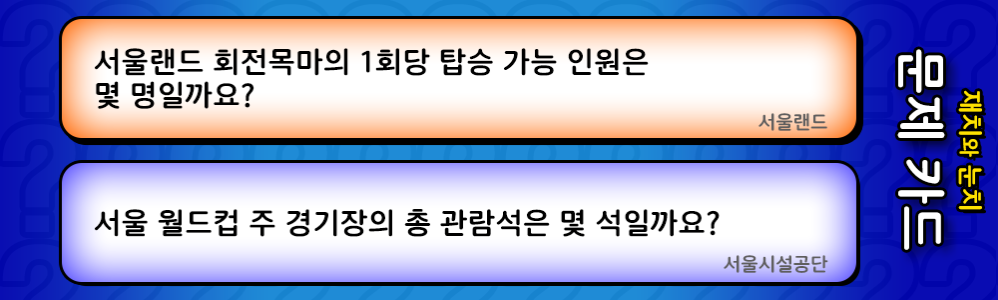 서울랜드 회전목마의 1회당 탑승 가능 인원은
몇 명일까요?
서울랜드
서울 월드컵 주 경기장의 총 관람석은 몇 석일까요?
서울시설공단
재치와 눈치
문제 카드